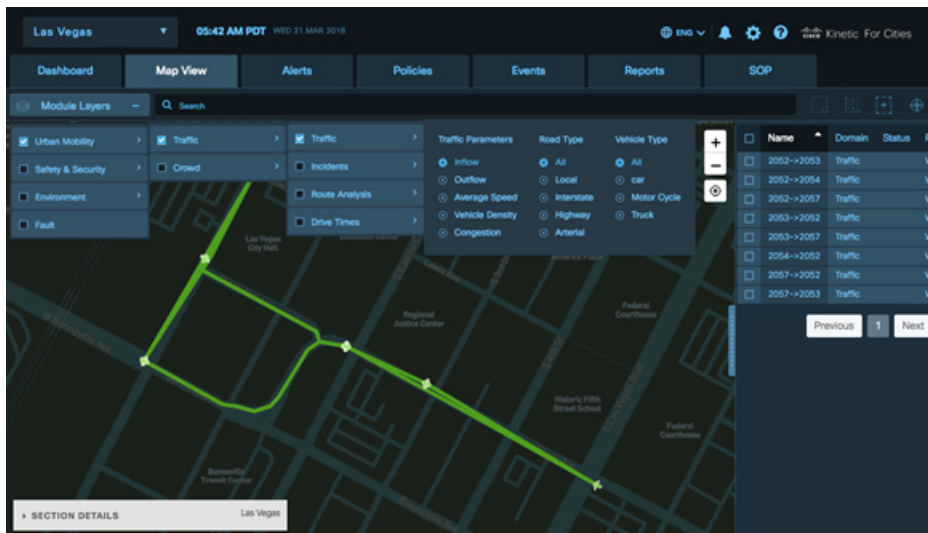 Las Vegas
05:42 AM PDT WED 21 MAR 2018
ENG
CISCO Kinetic For Cities
Dashboard Map View Alerts Policies Events Reports SOP
Module Layers
Search
Urban Mobility
Safety & Security
Environment
Fault
Traffic
Crowd
Traffic
Incidents
Route Analysis
Drive Times
Traffic Parameters
Inflow
Outflow
Average Speed
Vehicle Density
Congestion
Road Type
All
Local
Interstate
Highway
Arterial
Vehicle Type
All
car
Motor Cycle
Truck
Name Domain Status
2052->2053 Traffic
2052->2054 Traffic
2052->2057 Traffic
2053->2052 Traffic
2053->2057 Traffic
2054->2052 Traffic
2057->2052 Traffic
2057->2053 Traffic
Previous 1 Next
Las Vegas
City Hall
Regional
Justice Center
Federal
Courthouse
Historic Fifth
Street School
Federal
Courthouse
Bonneville
Transit Center
W Bonneville Ave
S Las Vegas Blvd
SECTION DETAILS Las Vegas